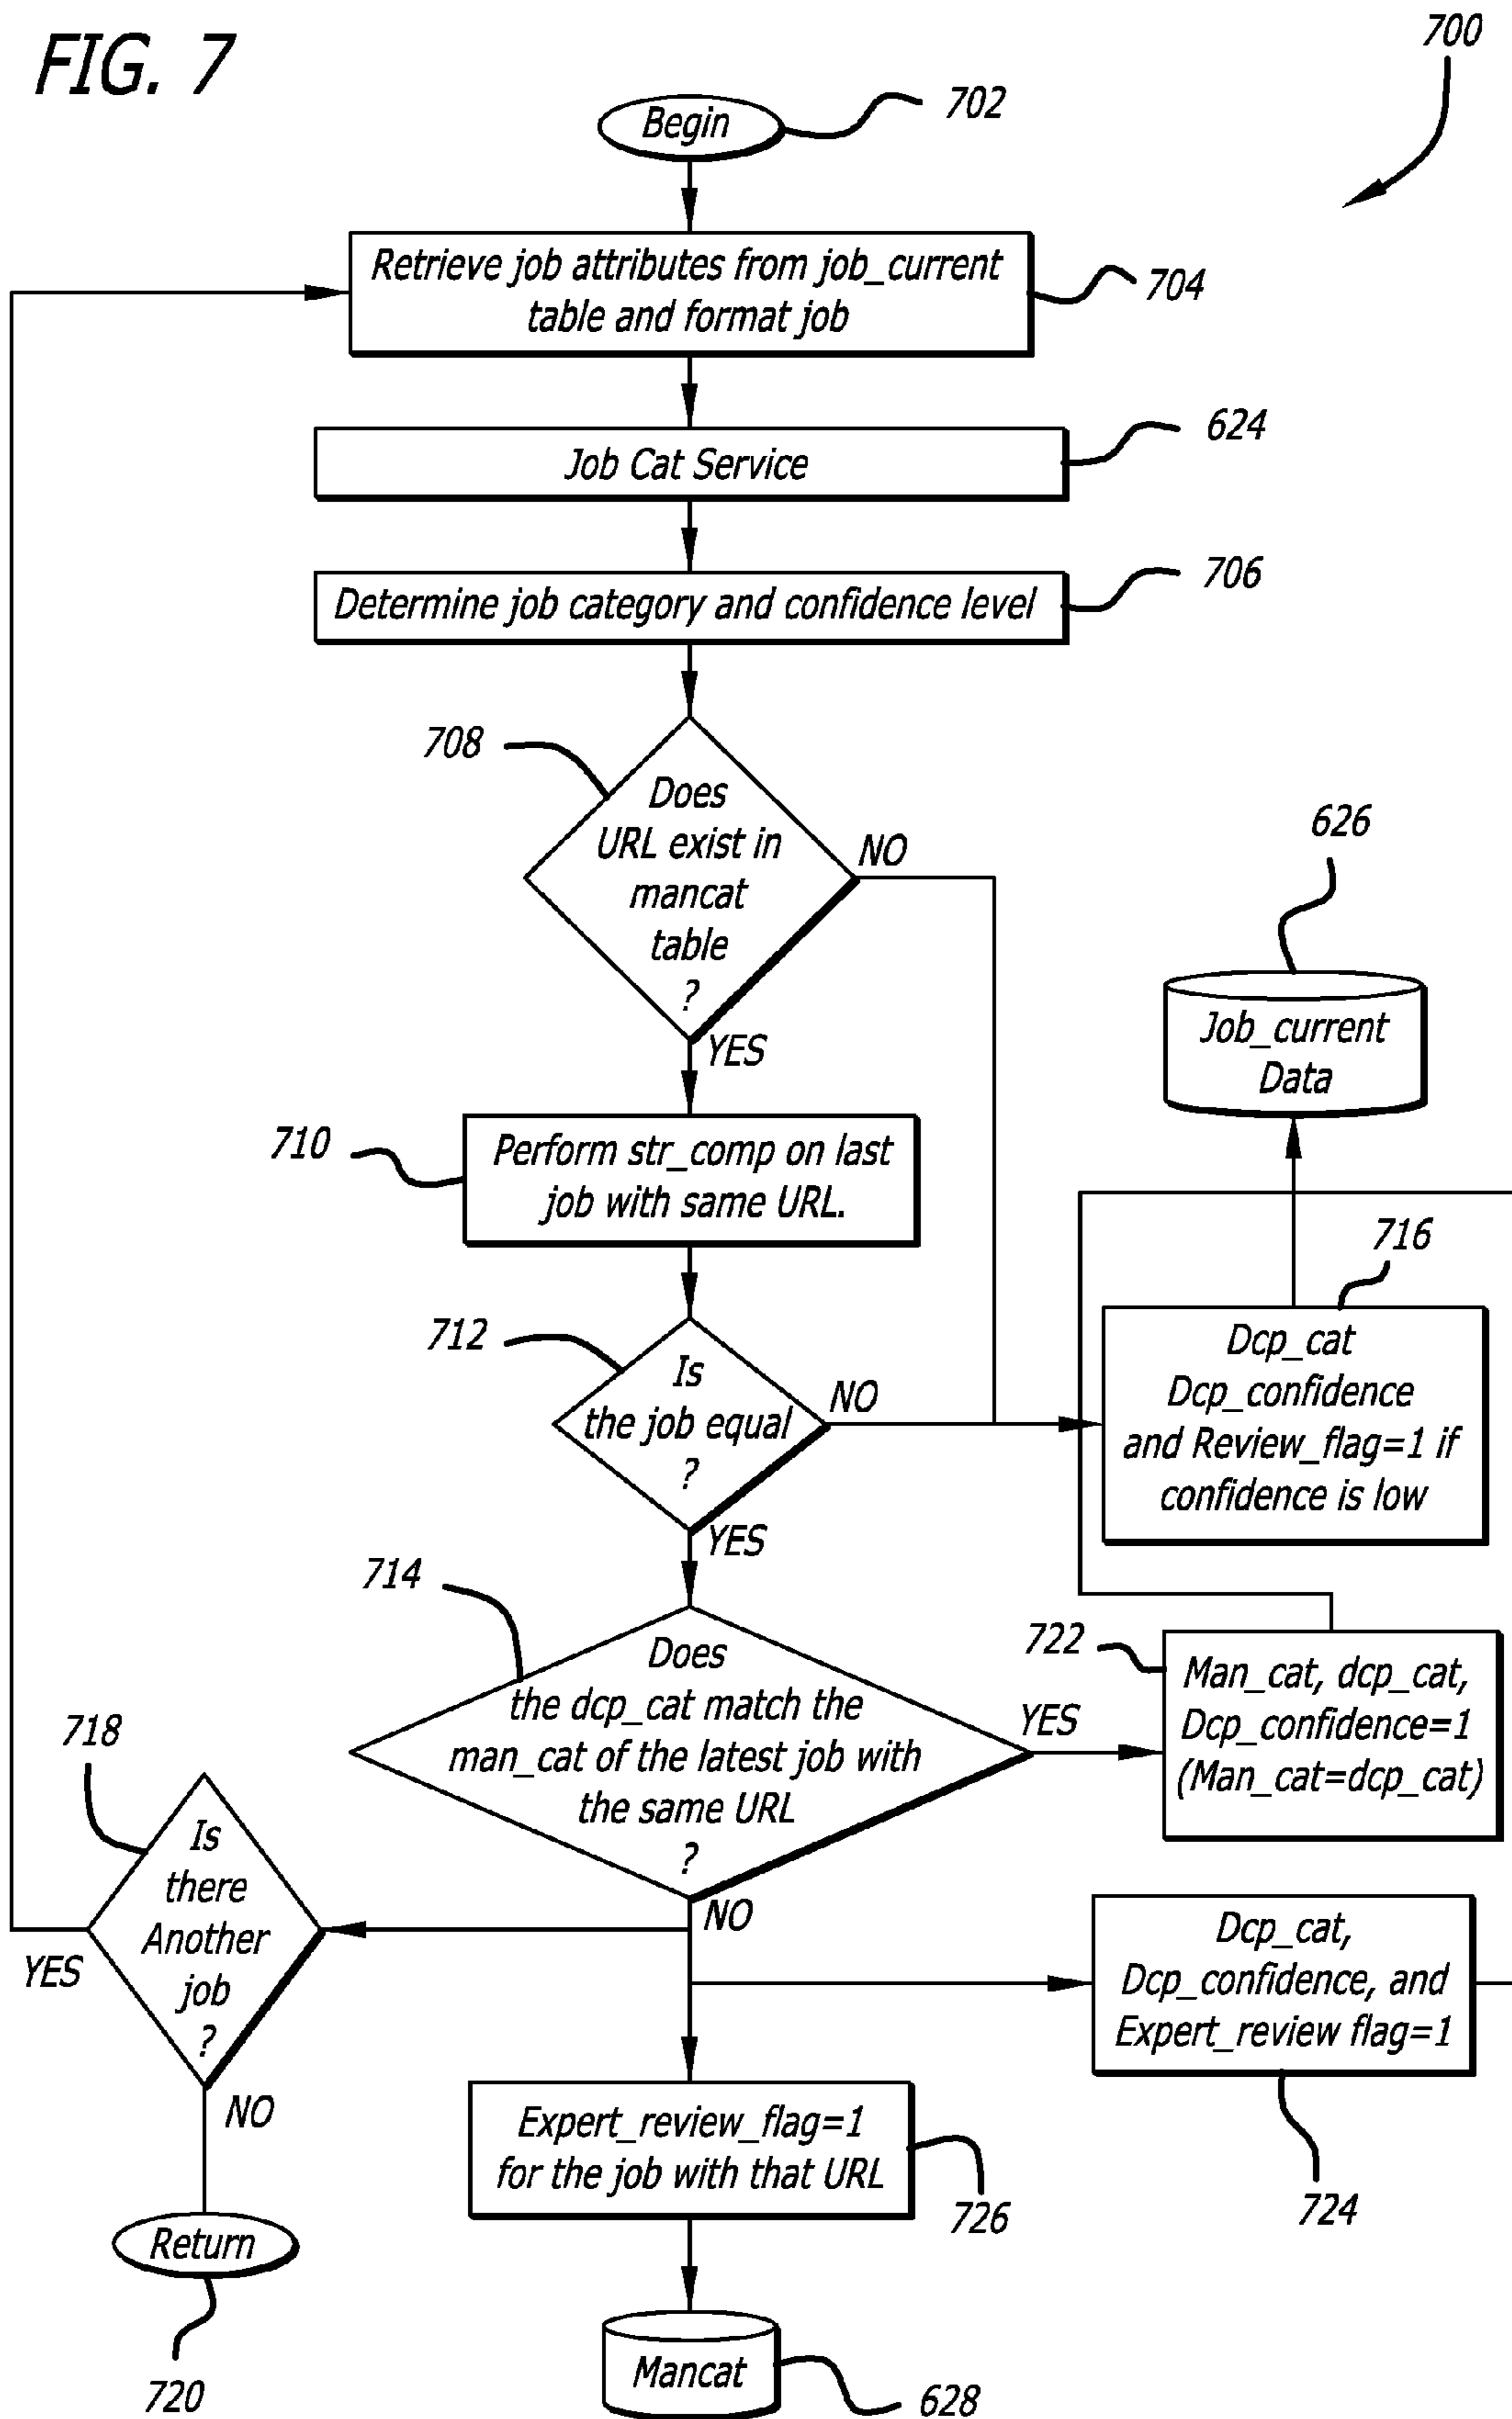 FIG. 7
700
Begin
702
Retrieve job attributes from job_current
table and format job
704
Job Cat Service
624
Determine job category and confidence level
706
708
Does
URL exist in
mancat
table
?
NO
YES
626
Job_current
Data
710
Perform str_comp on last
job with same URL.
712
Is
the job equal
?
NO
YES
716
Dcp_cat
Dcp_confidence
and Review_flag=1 if
confidence is low
714
Does
the dcp_cat match the
man_cat of the latest job with
the same URL
?
YES
NO
722
Man_cat, dcp_cat,
Dcp_confidence=1
(Man_cat=dcp_cat)
718
Is
there
Another
job
?
YES
NO
Dcp_cat,
Dcp_confidence, and
Expert_review flag=1
724
Expert_review_flag=1
for the job with that URL
726
Return
720
Mancat
628